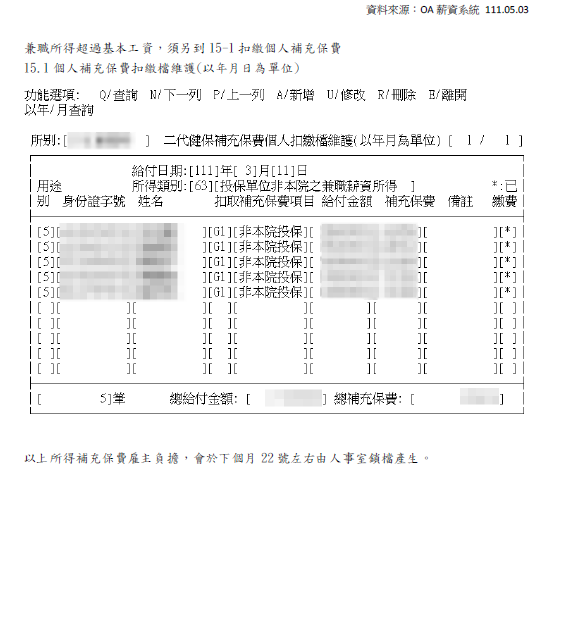 資料來源：OA 薪資系統 111.05.03
兼職所得超過基本工資，須另到 15-1 扣繳個人補充保費
15.1 個人補充保費扣繳檔維護(以年月日為單位)
功能選項: Q/查詢 N/下一列 P/上一列 A/新增 U/修改 R/刪除 E/離開
以年/月查詢
所別:[ ] 二代健保補充保費個人扣繳檔維護(以年月為單位) [ 1 / 1 ]
給付日期:[111]年[ 3]月[11]日
用途 所得類別:[63][投保單位非本院之兼職薪資所得 ] *:已
別 身份證字號 姓名 扣取補充保費項目 給付金額 補充保費 備註 繳費
[5][ ][G1][非本院投保][ ][ ][*]
[5][ ][G1][非本院投保][ ][ ][*]
[5][ ][G1][非本院投保][ ][ ][*]
[5][ ][G1][非本院投保][ ][ ][*]
[5][ ][G1][非本院投保][ ][ ][*]
[ ][ ][ ][ ][ ][ ][ ][ ][ ]
[ ][ ][ ][ ][ ][ ][ ][ ][ ]
[ ][ ][ ][ ][ ][ ][ ][ ][ ]
[ ][ ][ ][ ][ ][ ][ ][ ][ ]
[ ][ ][ ][ ][ ][ ][ ][ ][ ]
[ 5]筆 總給付金額: [ ] 總補充保費: [ ]
以上所得補充保費雇主負擔，會於下個月 22 號左右由人事室鎖檔產生。